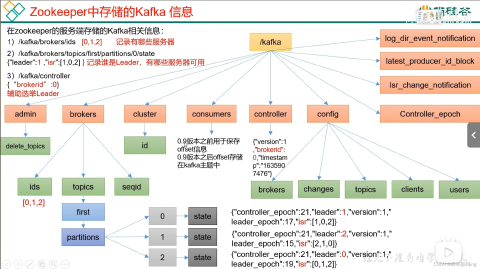 Zookeeper中存储的Kafka 信息
在zookeeper的服务端存储的Kafka相关信息:
1）/kafka/brokers/ids  [0,1,2]  记录有哪些服务器
2）/kafka/brokers/topics/first/partitions/0/state
{"leader":1 ,"isr":[1,0,2] } 记录谁是Leader，有哪些服务器可用
3）/kafka/controller
{ "brokerid" :0}
辅助选举Leader
/kafka
log_dir_event_notification
latest_producer_id_block
Isr_change_notification
Controller_epoch
admin
brokers
cluster
consumers
controller
config
delete_topics
id
0.9版本之前用于保存
offset信息
0.9版本之后offset存储
在kafka主题中
{"version":1
,"brokerid":
0,"timestam
p":"163590
7476"}
ids
topics
seqid
brokers
changes
topics
clients
users
[0,1,2]
first
partitions
0
state
1
state
2
state
{"controller_epoch":21,"leader":1,"version":1,"
leader_epoch":17,"isr":[1,0,2]}
{"controller_epoch":21,"leader":2,"version":1,"
leader_epoch":15,"isr":[2,1,0]}
{"controller_epoch":21,"leader":0,"version":1,"
leader_epoch":19,"isr":[0,1,2]}